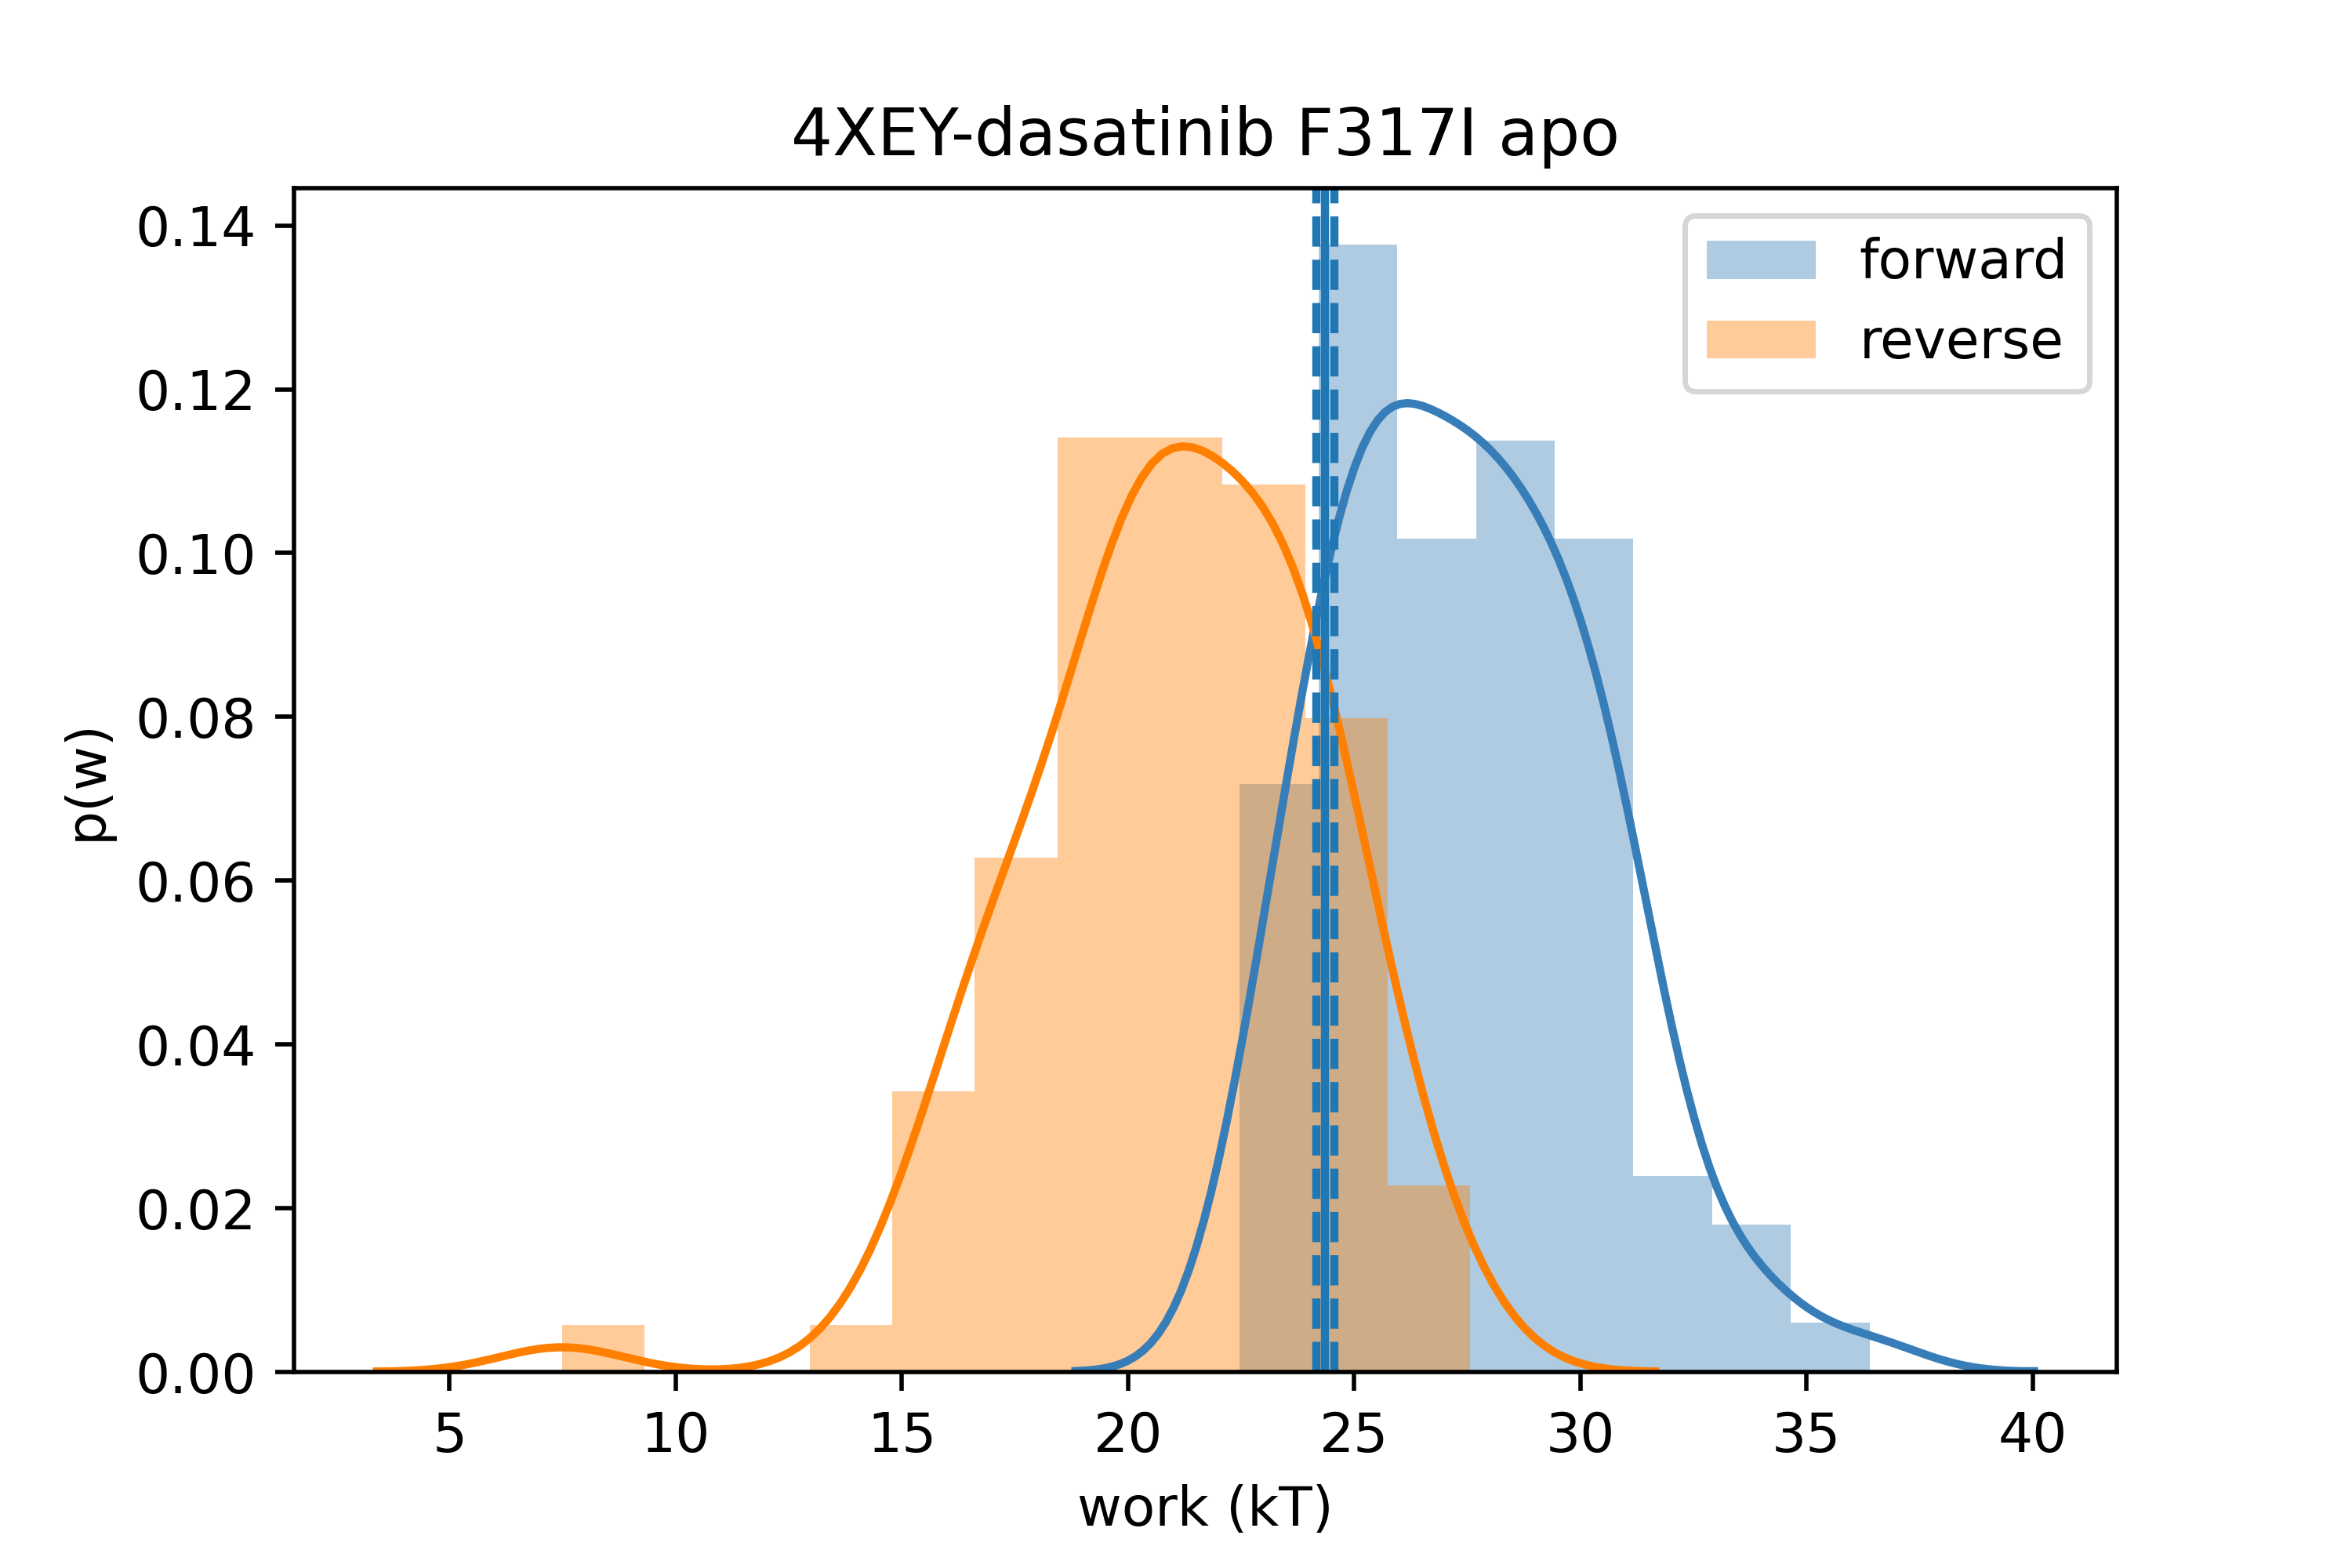 4XEY-dasatinib F317I apo
forward
reverse
0.14
0.12
0.10
0.08
0.06
0.04
0.02
0.00
p(w)
5 10 15 20 25 30 35 40
work (kT)